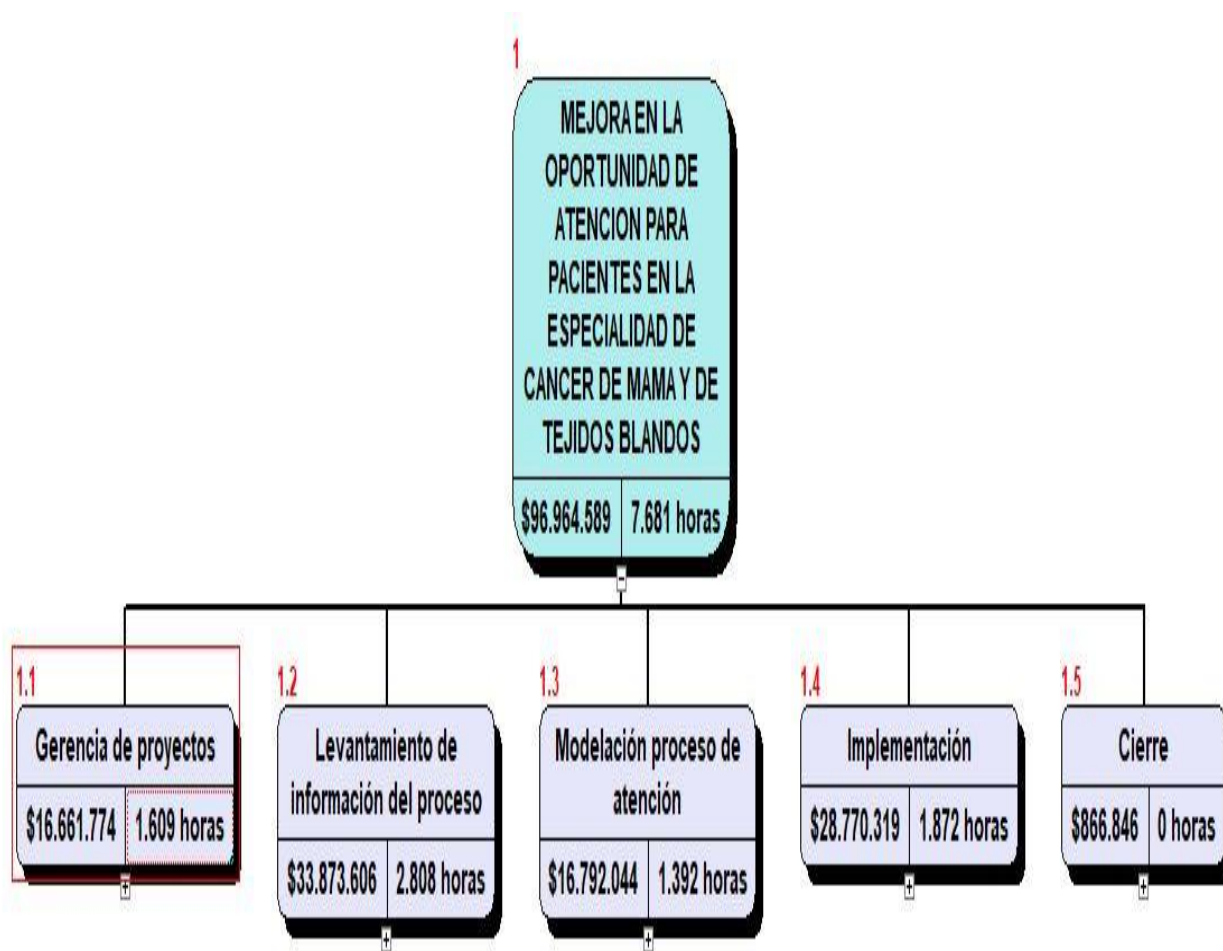 1
MEJORA EN LA
OPORTUNIDAD DE
ATENCION PARA
PACIENTES EN LA
ESPECIALIDAD DE
CANCER DE MAMA Y DE
TEJIDOS BLANDOS
$96.964.589 7.681 horas
1.1
Gerencia de proyectos
$16.661.774 1.609 horas
1.2
Levantamiento de
información del proceso
$33.873.606 2.808 horas
1.3
Modelación proceso de
atención
$16.792.044 1.392 horas
1.4
Implementación
$28.770.319 1.872 horas
1.5
Cierre
$866.846 0 horas